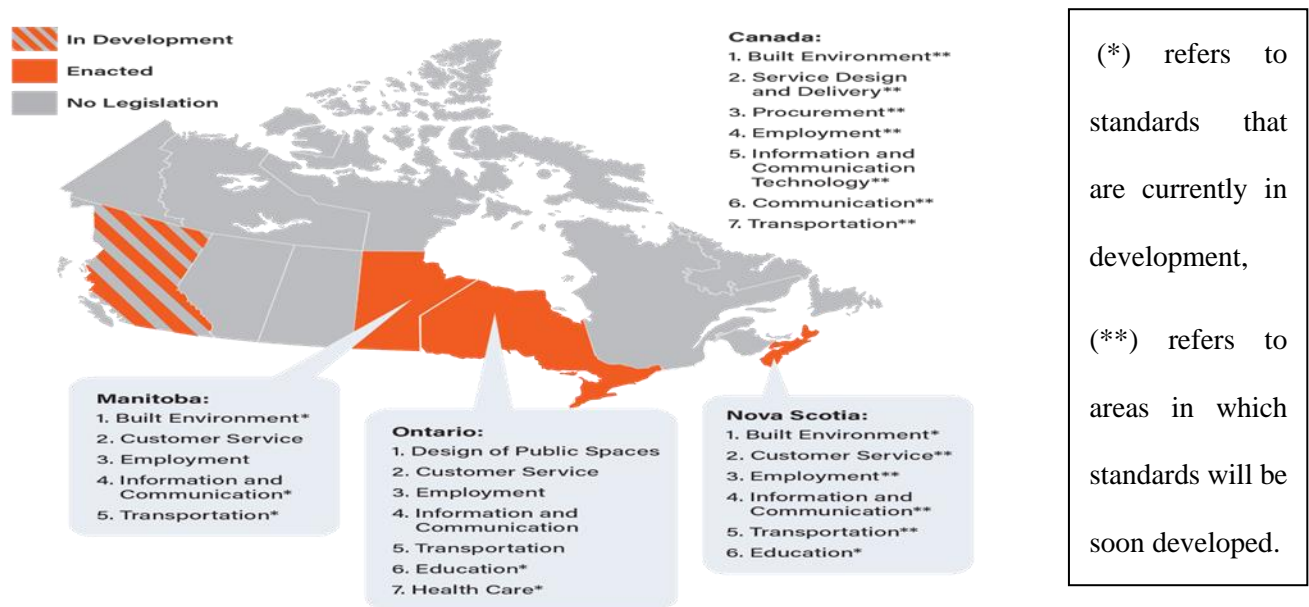 In Development
Enacted
No Legislation
Canada:
1. Built Environment**
2. Service Design
and Delivery**
3. Procurement**
4. Employment**
5. Information and
Communication
Technology**
6. Communication**
7. Transportation**
Manitoba:
1. Built Environment*
2. Customer Service
3. Employment
4. Information and
Communication*
5. Transportation*
Ontario:
1. Design of Public Spaces
2. Customer Service
3. Employment
4. Information and
Communication
5. Transportation
6. Education*
7. Health Care*
Nova Scotia:
1. Built Environment*
2. Customer Service**
3. Employment**
4. Information and
Communication**
5. Transportation**
6. Education*
(*) refers to
standards that
are currently in
development,
(**) refers to
areas in which
standards will be
soon developed.